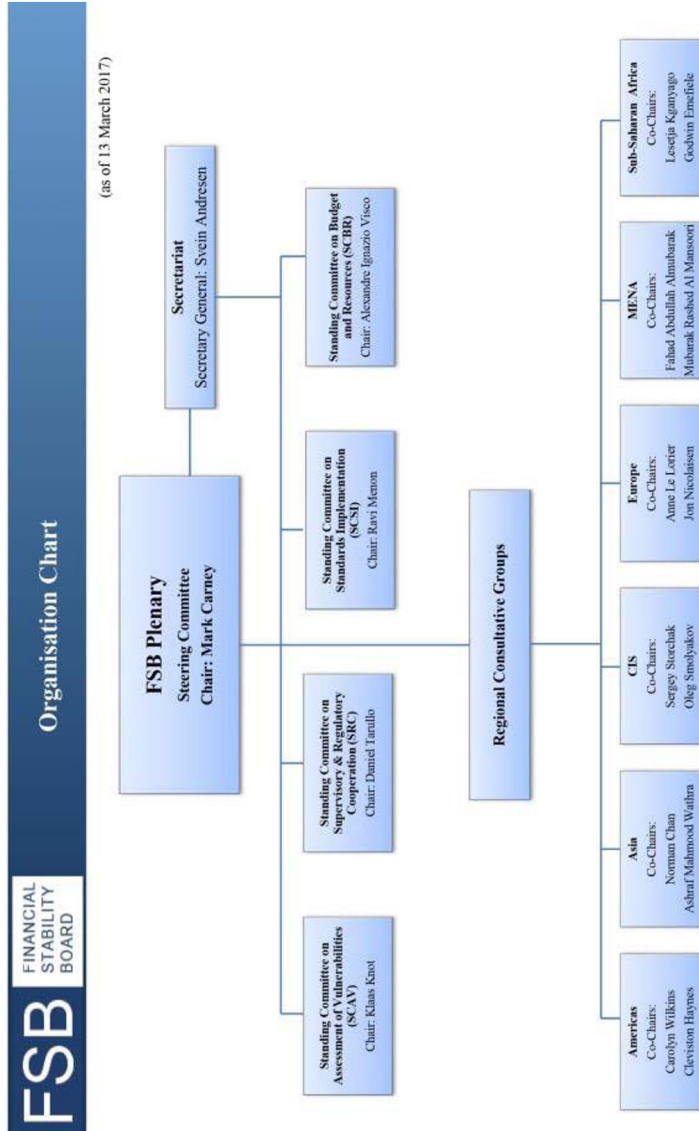 FSB
FINANCIAL
STABILITY
BOARD
Organisation Chart
(as of 13 March 2017)
FSB Plenary
Steering Committee
Chair: Mark Carney
Secretariat
Secretary General: Svein Andresen
Standing Committee on
Assessment of Vulnerabilities
(SCAV)
Chair: Klaas Knot
Standing Committee on
Supervisory & Regulatory
Cooperation (SRC)
Chair: Daniel Tarullo
Standing Committee on
Standards Implementation
(SCSI)
Chair: Ravi Menon
Standing Committee on Budget
and Resources (SCBR)
Chair: Alexandre Ignazio Visco
Regional Consultative Groups
Americas
Co-Chairs:
Carolyn Wilkins
Cleviston Haynes
Asia
Co-Chairs:
Norman Chan
Ashraf Mahmood Wathra
CIS
Co-Chairs:
Sergey Storchak
Oleg Smolyakov
Europe
Co-Chairs:
Anne Le Lorier
Jon Nicolaisen
MENA
Co-Chairs:
Fahad Abdullah Almubarak
Mubarak Rashed Al Mansoori
Sub-Saharan Africa
Co-Chairs:
Lesetja Kganyago
Godwin Emefiele